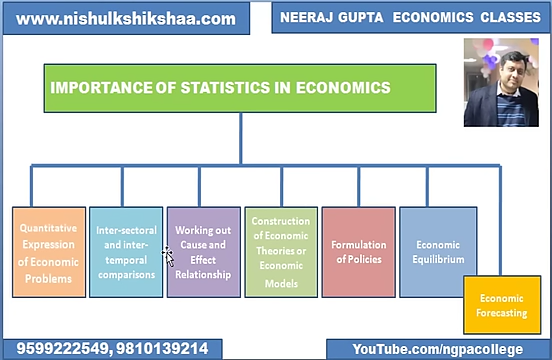 www.nishulkshikshaa.com
NEERAJ GUPTA ECONOMICS CLASSES
IMPORTANCE OF STATISTICS IN ECONOMICS
Quantitative
Expression
of Economic
Problems
Inter-sectoral
and inter-
temporal
comparisons
Working out
Cause and
Effect
Relationship
Construction
of Economic
Theories or
Economic
Models
Formulation
of Policies
Economic
Equilibrium
Economic
Forecasting
9599222549, 9810139214
YouTube.com/ngpacollege